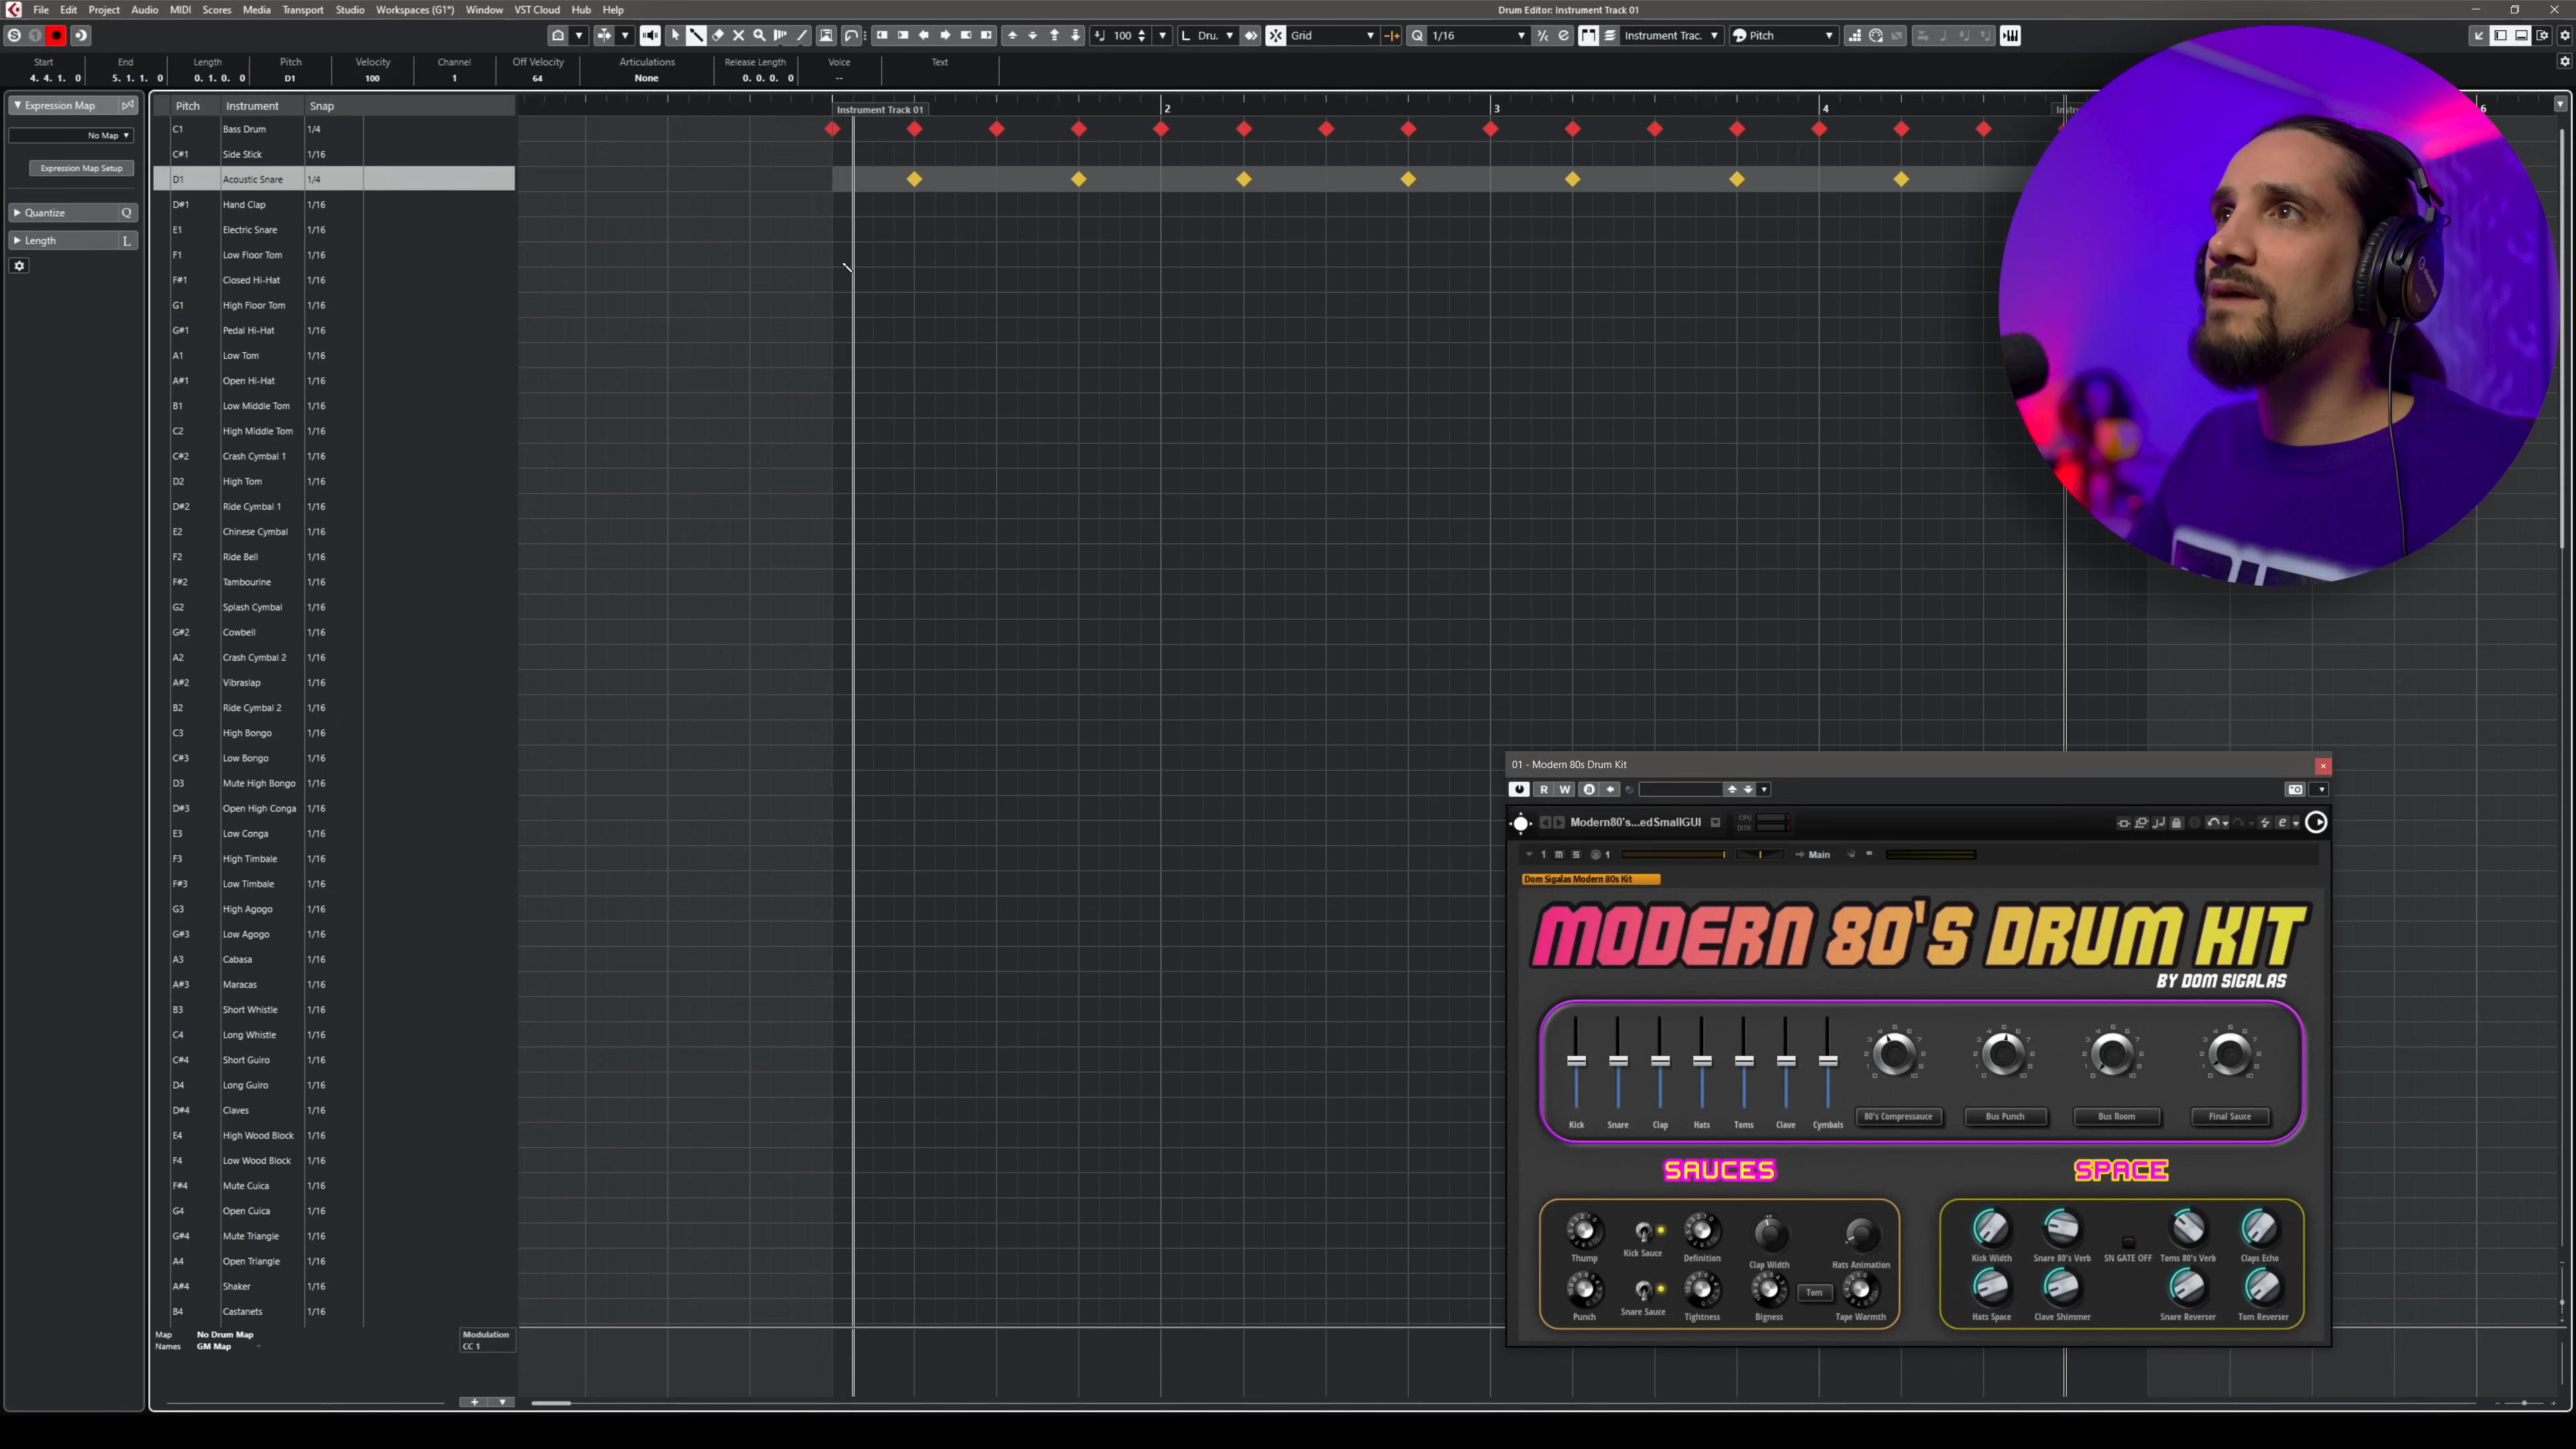 File Edit Project Audio MIDI Scores Media Transport Studio Workspaces (G1*) Window VST Cloud Hub Help
Drum Editor: Instrument Track 01
100 L Dru. Grid Q 1/16 Instrument Trac. Pitch
Start End Length Pitch Velocity Channel Off Velocity Articulations Release Length Voice Text
4. 4. 1. 0 5. 1. 1. 0 0. 1. 0. 0 D1 100 1 64 None 0. 0. 0. 0 --
Expression Map
No Map
Expression Map Setup
Quantize Q
Length L
Pitch Instrument Snap
Instrument Track 01 2 3 4 6
C1 Bass Drum 1/4
C#1 Side Stick 1/16
D1 Acoustic Snare 1/4
D#1 Hand Clap 1/16
E1 Electric Snare 1/16
F1 Low Floor Tom 1/16
F#1 Closed Hi-Hat 1/16
G1 High Floor Tom 1/16
G#1 Pedal Hi-Hat 1/16
A1 Low Tom 1/16
A#1 Open Hi-Hat 1/16
B1 Low Middle Tom 1/16
C2 High Middle Tom 1/16
C#2 Crash Cymbal 1 1/16
D2 High Tom 1/16
D#2 Ride Cymbal 1 1/16
E2 Chinese Cymbal 1/16
F2 Ride Bell 1/16
F#2 Tambourine 1/16
G2 Splash Cymbal 1/16
G#2 Cowbell 1/16
A2 Crash Cymbal 2 1/16
A#2 Vibraslap 1/16
B2 Ride Cymbal 2 1/16
C3 High Bongo 1/16
C#3 Low Bongo 1/16
D3 Mute High Bongo 1/16
D#3 Open High Conga 1/16
E3 Low Conga 1/16
F3 High Timbale 1/16
F#3 Low Timbale 1/16
G3 High Agogo 1/16
G#3 Low Agogo 1/16
A3 Cabasa 1/16
A#3 Maracas 1/16
B3 Short Whistle 1/16
C4 Long Whistle 1/16
C#4 Short Guiro 1/16
D4 Long Guiro 1/16
D#4 Claves 1/16
E4 High Wood Block 1/16
F4 Low Wood Block 1/16
F#4 Mute Cuica 1/16
G4 Open Cuica 1/16
G#4 Mute Triangle 1/16
A4 Open Triangle 1/16
A#4 Shaker 1/16
B4 Castanets 1/16
Map No Drum Map
Names GM Map
Modulation
CC 1
01 - Modern 80s Drum Kit
R W
Modern80's...edSmallGUI CPU
DISK
1 M S 1 Main
Dom Sigalas Modern 80s Kit
MODERN 80'S DRUM KIT
BY DOM SIGALAS
Kick Snare Clap Hats Toms Clave Cymbals
80's Compressauce Bus Punch Bus Room Final Sauce
SAUCES SPACE
Thump Kick Sauce Definition Clap Width Hats Animation
Punch Snare Sauce Tightness Bigness Tom Tape Warmth
Kick Width Snare 80's Verb SN GATE OFF Toms 80's Verb Claps Echo
Hats Space Clave Shimmer Snare Reverser Tom Reverser